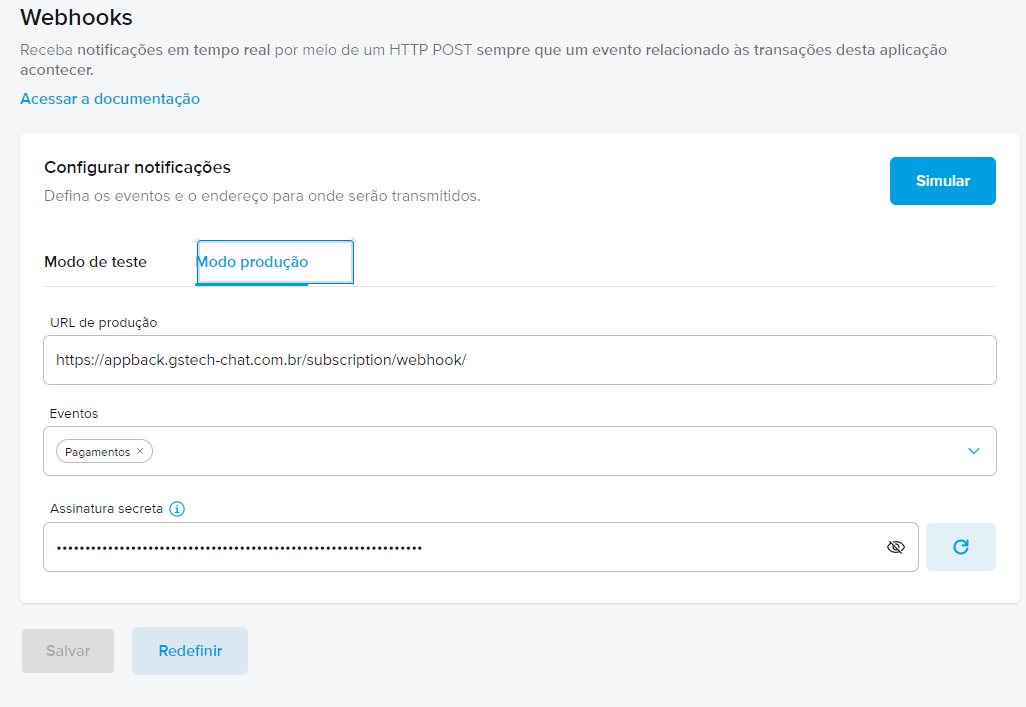 Webhooks
Receba notificações em tempo real por meio de um HTTP POST sempre que um evento relacionado às transações desta aplicação
acontecer.
Acessar a documentação
Configurar notificações
Defina os eventos e o endereço para onde serão transmitidos.
Simular
Modo de teste
Modo produção
URL de produção
https://appback.gstech-chat.com.br/subscription/webhook/
Eventos
Pagamentos ×
Assinatura secreta
Salvar
Redefinir